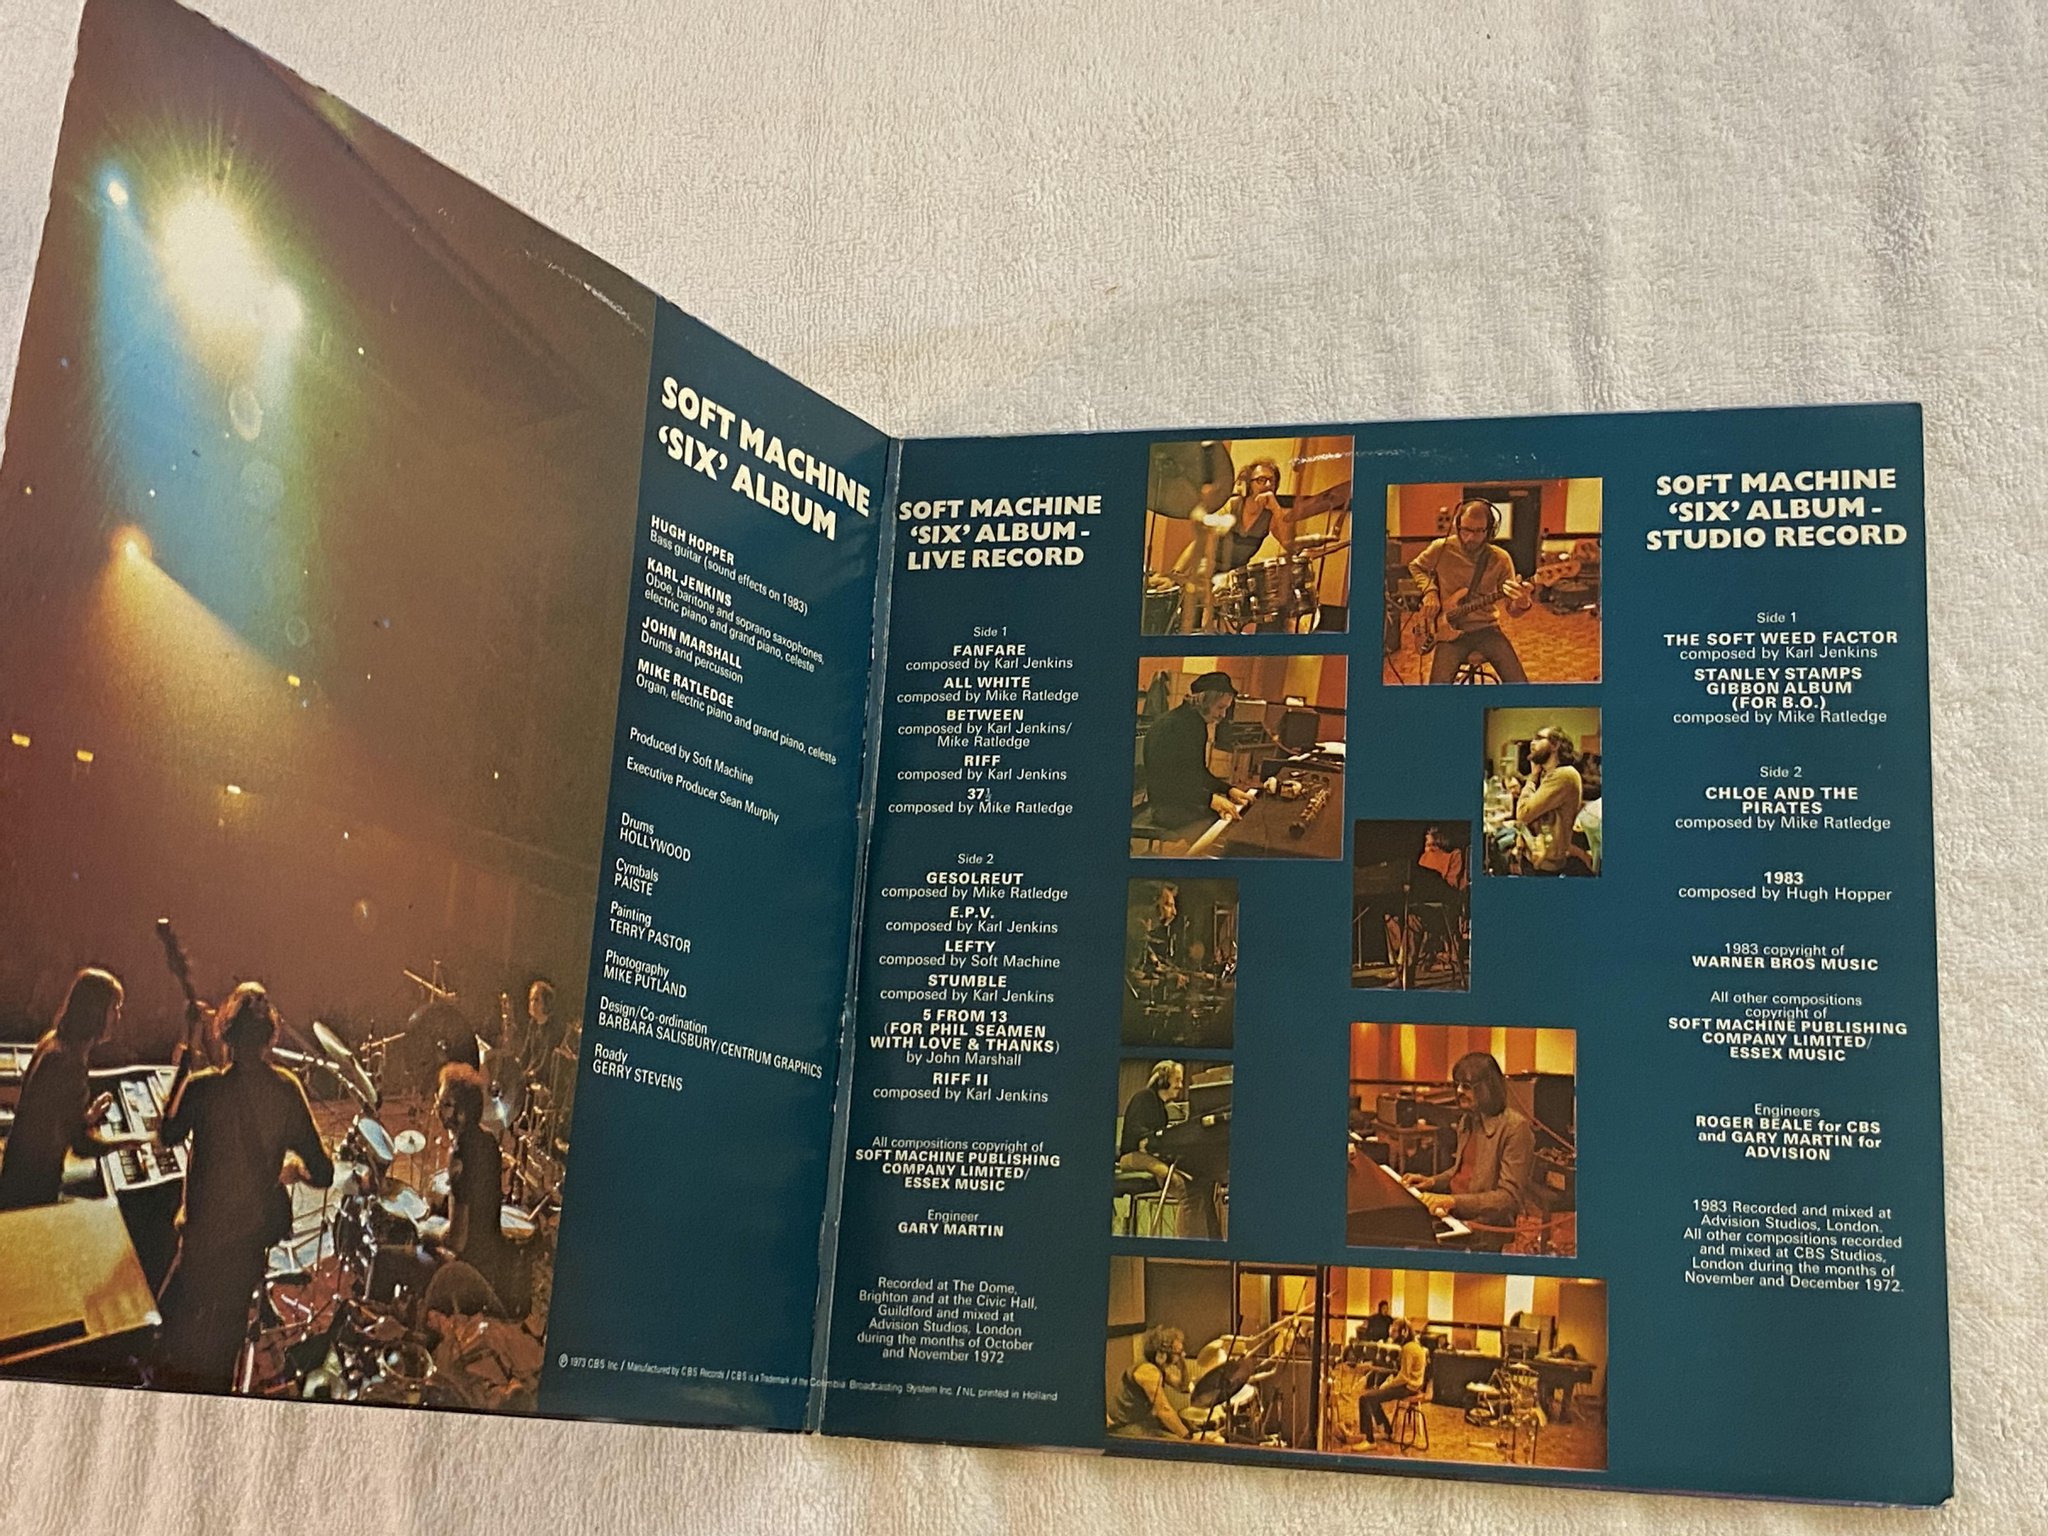 SOFT MACHINE
‘SIX’ ALBUM
HUGH HOPPER
Bass guitar (sound effects on 1983)
KARL JENKINS
Oboe, baritone and soprano saxophones,
electric piano and grand piano, celeste
JOHN MARSHALL
Drums and percussion
MIKE RATLEDGE
Organ, electric piano and grand piano, celeste
Produced by Soft Machine
Executive Producer Sean Murphy
Drums
HOLLYWOOD
Cymbals
PAISTE
Painting
TERRY PASTOR
Photography
MIKE PUTLAND
Design/Co-ordination
BARBARA SALISBURY/CENTRUM GRAPHICS
Roady
GERRY STEVENS
℗ 1973 CBS Inc. / Manufactured by CBS Records / CBS is a Trademark of the Columbia Broadcasting System Inc. / NL printed in Holland
SOFT MACHINE
‘SIX’ ALBUM -
LIVE RECORD
Side 1
FANFARE
composed by Karl Jenkins
ALL WHITE
composed by Mike Ratledge
BETWEEN
composed by Karl Jenkins/
Mike Ratledge
RIFF
composed by Karl Jenkins
37½
composed by Mike Ratledge
Side 2
GESOLREUT
composed by Mike Ratledge
E.P.V.
composed by Karl Jenkins
LEFTY
composed by Soft Machine
STUMBLE
composed by Karl Jenkins
5 FROM 13
(FOR PHIL SEAMEN
WITH LOVE & THANKS)
by John Marshall
RIFF II
composed by Karl Jenkins
All compositions copyright of
SOFT MACHINE PUBLISHING
COMPANY LIMITED/
ESSEX MUSIC
Engineer
GARY MARTIN
Recorded at The Dome,
Brighton and at the Civic Hall,
Guildford and mixed at
Advision Studios, London
during the months of October
and November 1972
SOFT MACHINE
‘SIX’ ALBUM -
STUDIO RECORD
Side 1
THE SOFT WEED FACTOR
composed by Karl Jenkins
STANLEY STAMPS
GIBBON ALBUM
(FOR B.O.)
composed by Mike Ratledge
Side 2
CHLOE AND THE
PIRATES
composed by Mike Ratledge
1983
composed by Hugh Hopper
1983 copyright of
WARNER BROS MUSIC
All other compositions
copyright of
SOFT MACHINE PUBLISHING
COMPANY LIMITED/
ESSEX MUSIC
Engineers
ROGER BEALE for CBS
and GARY MARTIN for
ADVISION
1983 Recorded and mixed at
Advision Studios, London.
All other compositions recorded
and mixed at CBS Studios,
London during the months of
November and December 1972.